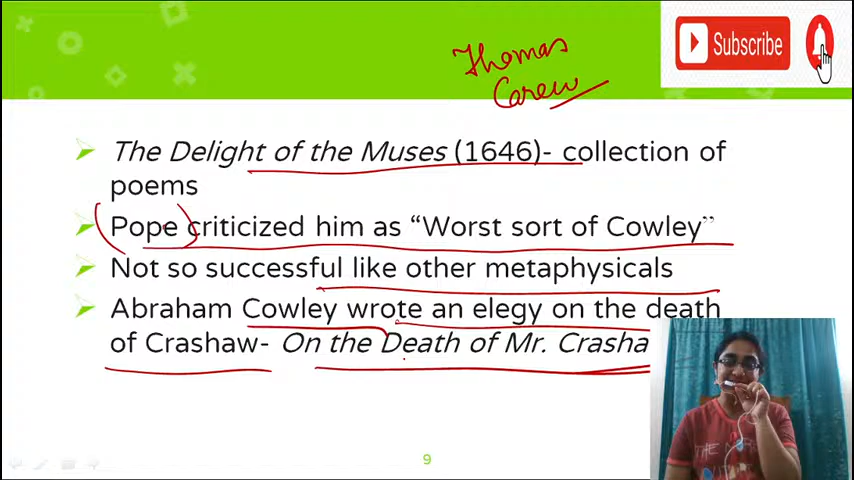 Thomas
Carew
Subscribe
The Delight of the Muses (1646)- collection of
poems
Pope criticized him as “Worst sort of Cowley”
Not so successful like other metaphysicals
Abraham Cowley wrote an elegy on the death
of Crashaw- On the Death of Mr. Crasha
9